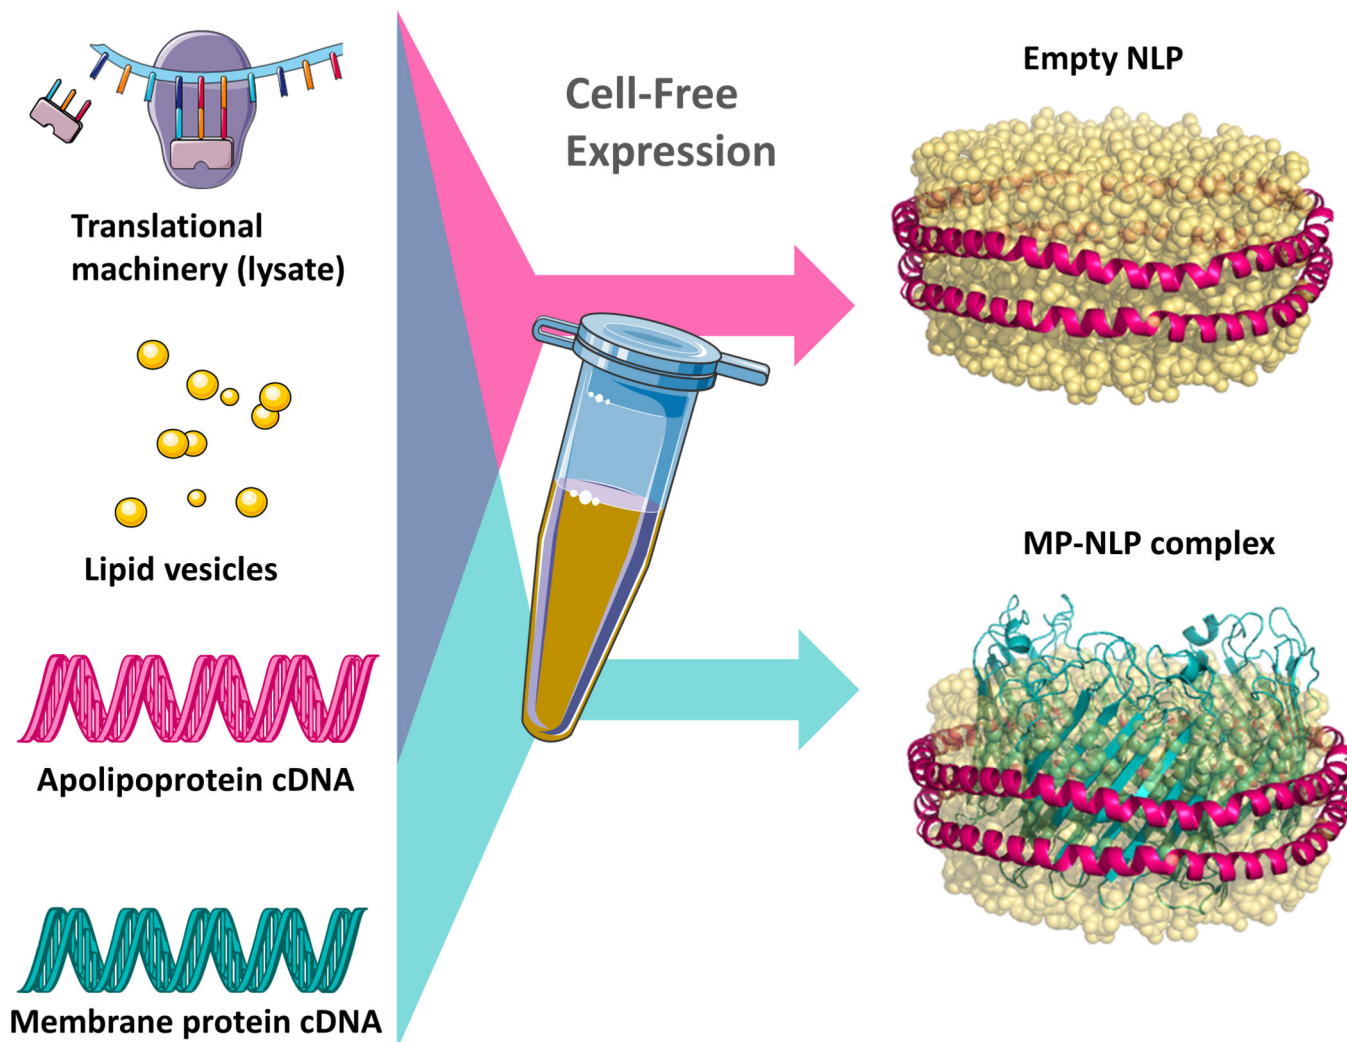 Translational
machinery (lysate)
Lipid vesicles
Apolipoprotein cDNA
Membrane protein cDNA
Cell-Free
Expression
Empty NLP
MP-NLP complex